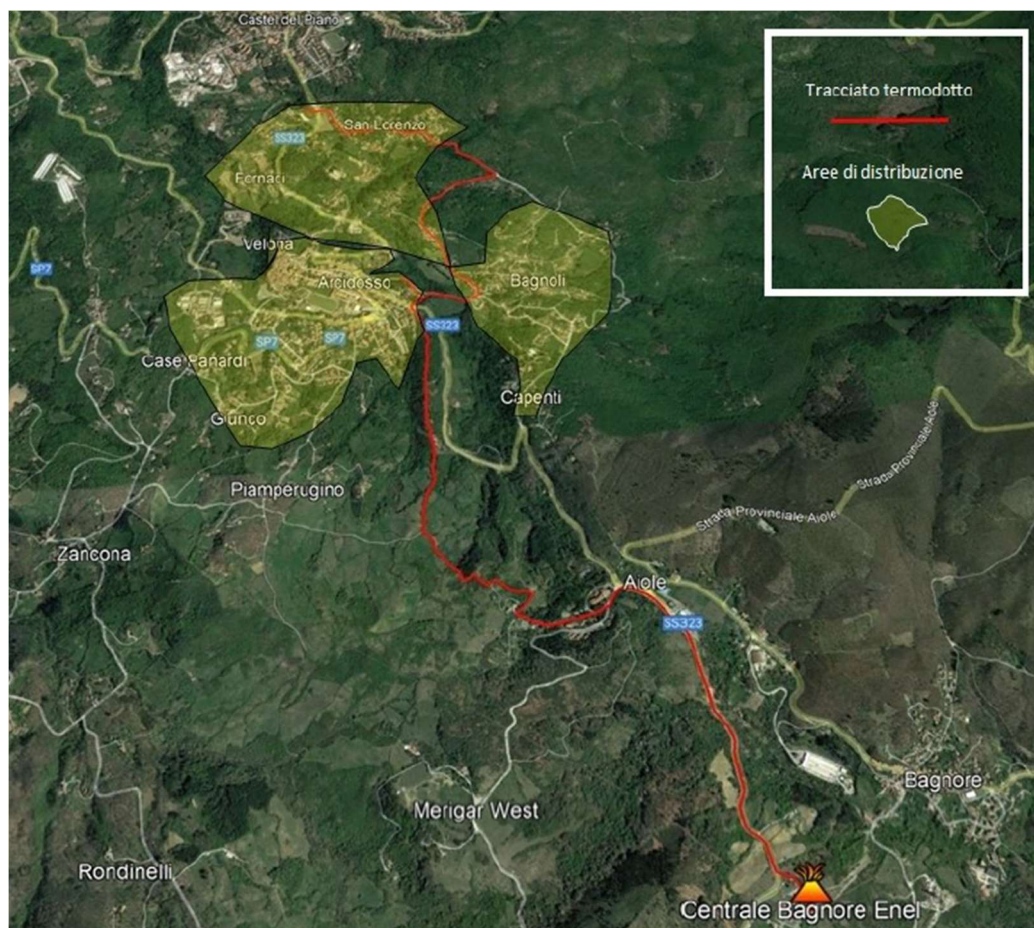 Castel del Piano
Tracciato termodotto
San Lorenzo
SS323
Aree di distribuzione
Fornaci
Velona
SP7
Arcidosso
Bagnoli
SS323
SP7
SP7
Case Fanardi
Capenti
Giunco
Strada Provinciale Aiole
Piamperugino
Strada Provinciale Aiole
Zancona
Aiole
SS323
Bagnore
Merigar West
Rondinelli
Centrale Bagnore Enel